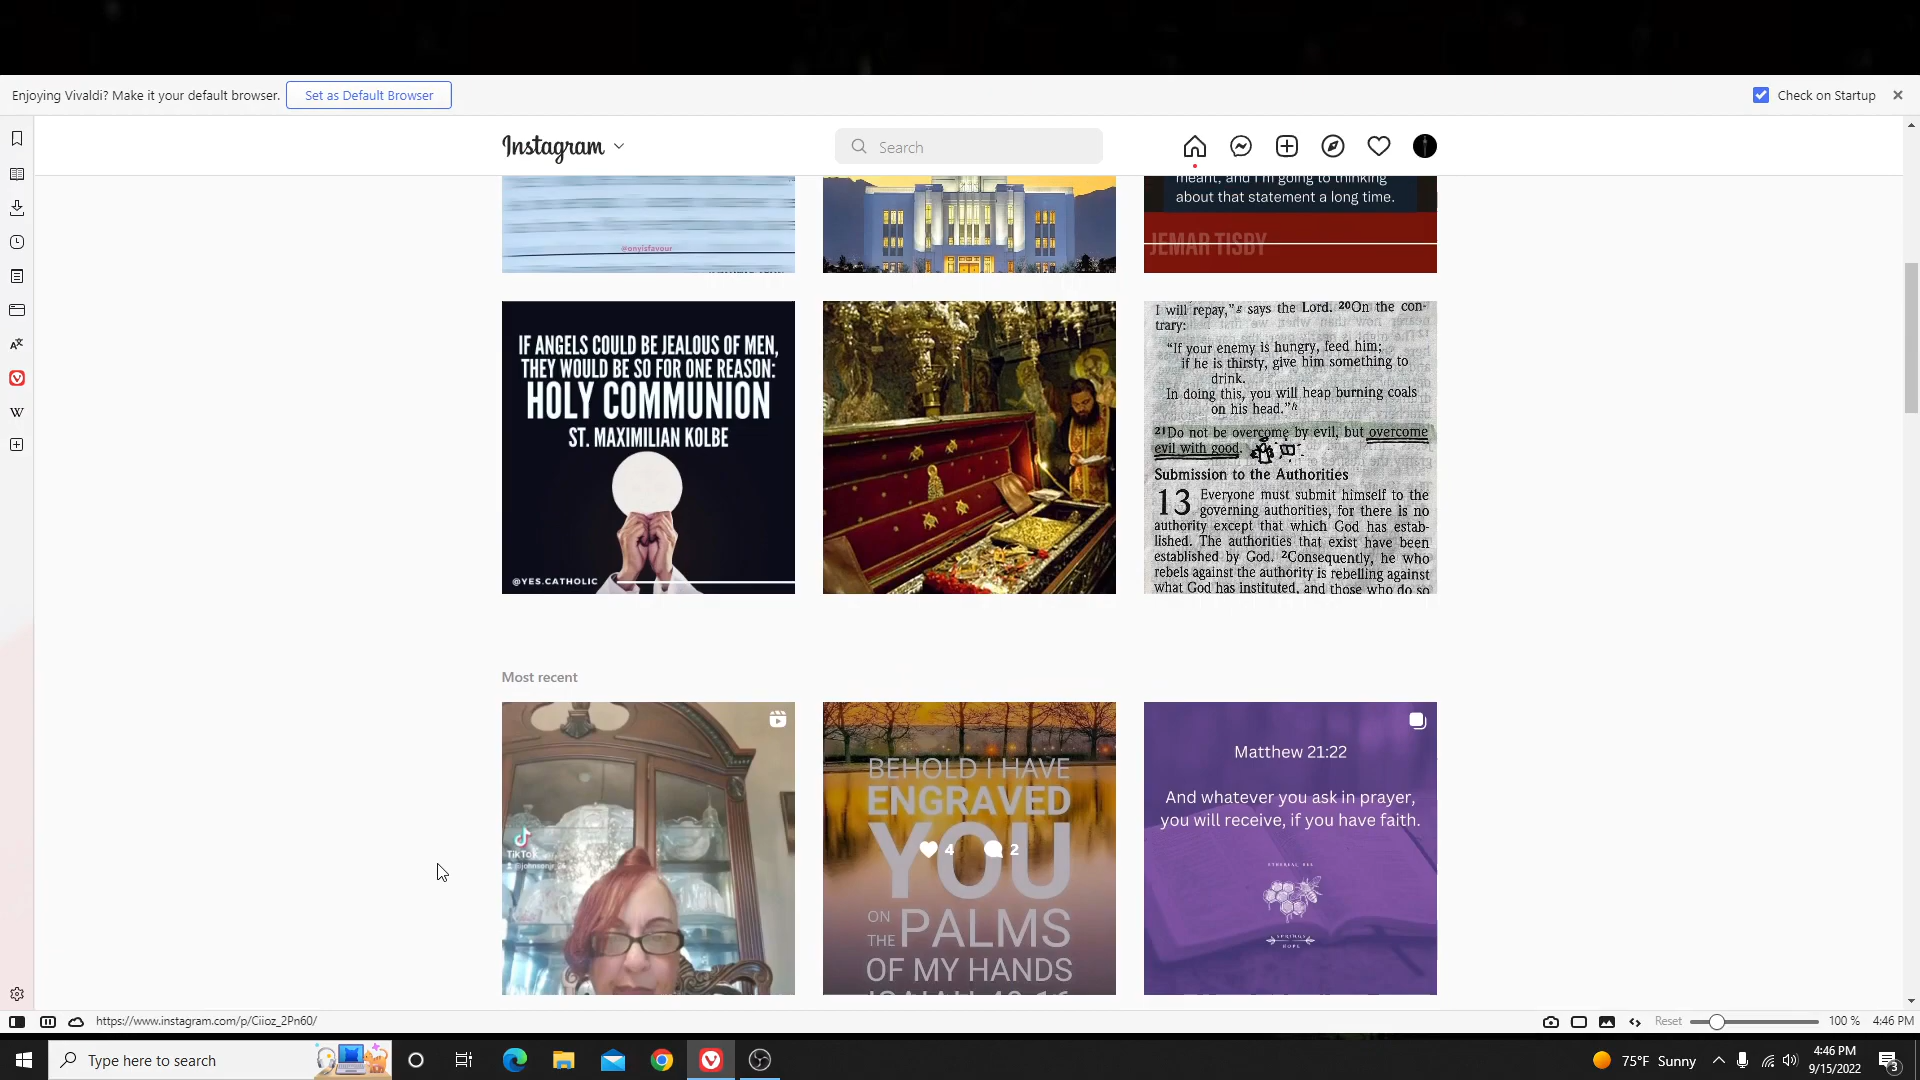 Enjoying Vivaldi? Make it your default browser.
Set as Default Browser
Check on Startup
Instagram
Search
@onyisfavour
meant, and I'm going to thinking
about that statement a long time.
JEMAR TISBY
IF ANGELS COULD BE JEALOUS OF MEN,
THEY WOULD BE SO FOR ONE REASON:
HOLY COMMUNION
ST. MAXIMILIAN KOLBE
@YES.CATHOLIC
I will repay," g says the Lord. 20On the con-
trary:
"If your enemy is hungry, feed him;
if he is thirsty, give him something to
drink.
In doing this, you will heap burning coals
on his head." h
21Do not be overcome by evil, but overcome
evil with good.
Submission to the Authorities
13 Everyone must submit himself to the
governing authorities, for there is no
authority except that which God has estab-
lished. The authorities that exist have been
established by God. 2Consequently, he who
rebels against the authority is rebelling against
what God has instituted, and those who do so
Most recent
TikTok
BEHOLD I HAVE
ENGRAVED
YOU
4
2
ON
THE PALMS
OF MY HANDS
Matthew 21:22
And whatever you ask in prayer,
you will receive, if you have faith.
SPRINGS
HOPE
https://www.instagram.com/p/Ciioz_2Pn60/
Reset
100 %
4:46 PM
Type here to search
75°F Sunny
4:46 PM
9/15/2022
3